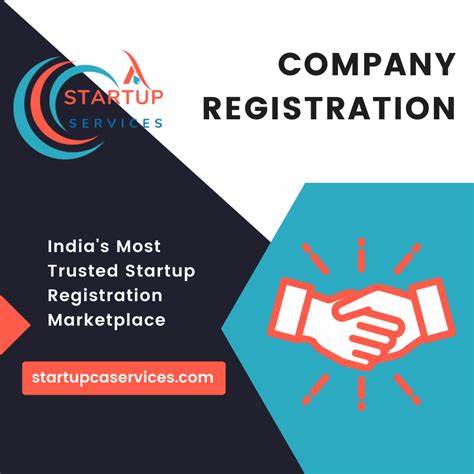 STARTUP
SERVICES
COMPANY
REGISTRATION
India's Most
Trusted Startup
Registration
Marketplace
startupcaservices.com